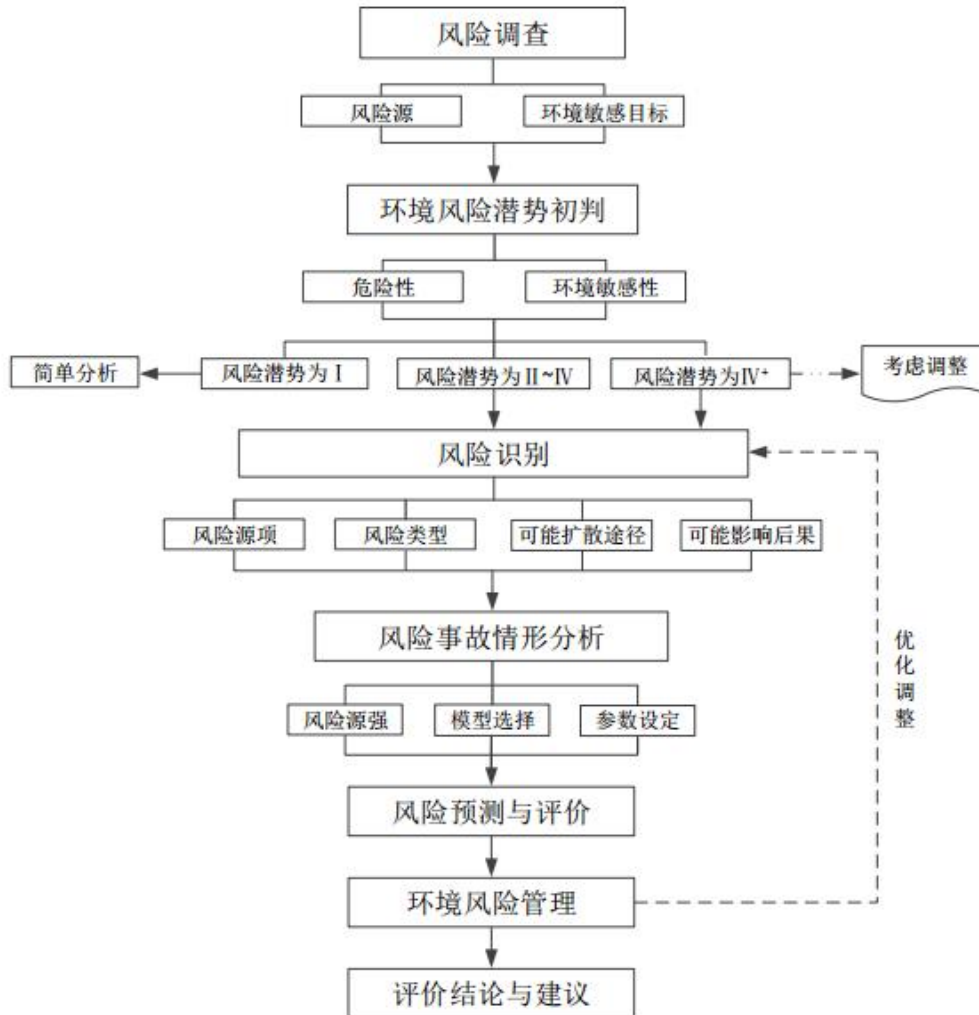 风险调查
风险源
环境敏感目标
环境风险潜势初判
危险性
环境敏感性
简单分析
风险潜势为Ⅰ
风险潜势为Ⅱ~Ⅳ
风险潜势为Ⅳ⁺
考虑调整
风险识别
风险源项
风险类型
可能扩散途径
可能影响后果
风险事故情形分析
优化调整
风险源强
模型选择
参数设定
风险预测与评价
环境风险管理
评价结论与建议